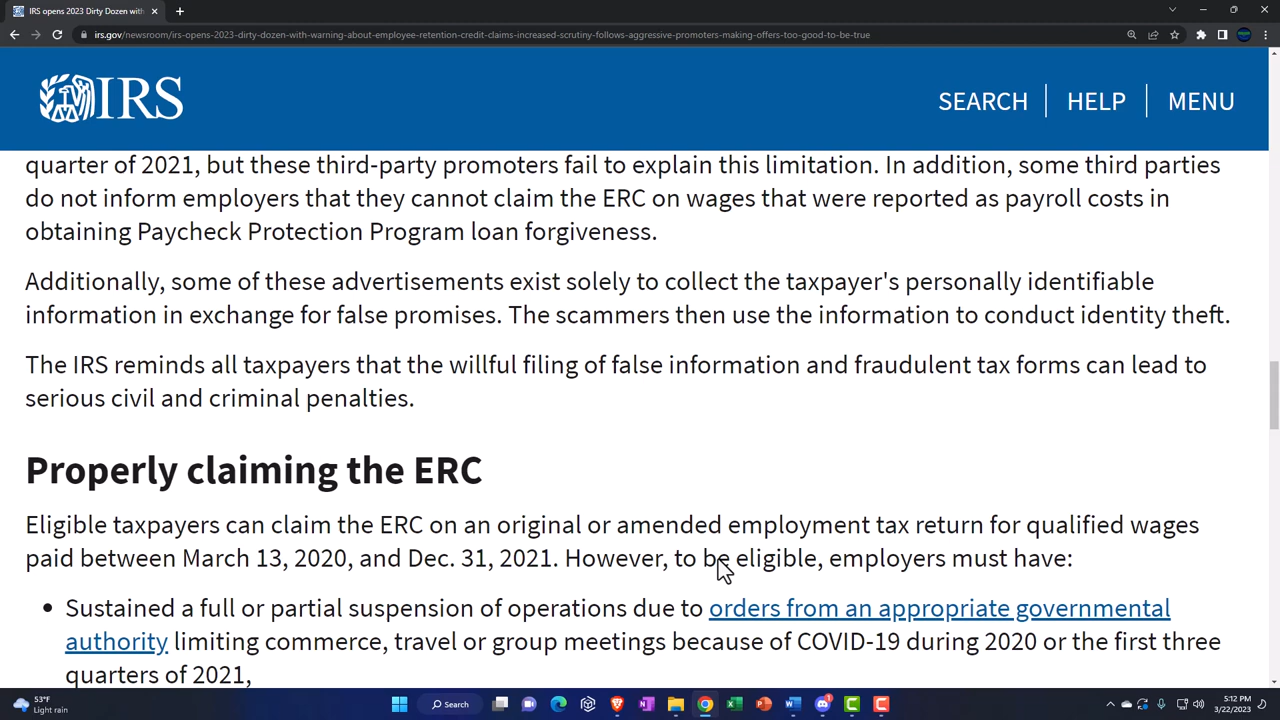 IRS opens 2023 Dirty Dozen with
irs.gov/newsroom/irs-opens-2023-dirty-dozen-with-warning-about-employee-retention-credit-claims-increased-scrutiny-follows-aggressive-promoters-making-offers-too-good-to-be-true
IRS
SEARCH HELP MENU
quarter of 2021, but these third-party promoters fail to explain this limitation. In addition, some third parties
do not inform employers that they cannot claim the ERC on wages that were reported as payroll costs in
obtaining Paycheck Protection Program loan forgiveness.
Additionally, some of these advertisements exist solely to collect the taxpayer's personally identifiable
information in exchange for false promises. The scammers then use the information to conduct identity theft.
The IRS reminds all taxpayers that the willful filing of false information and fraudulent tax forms can lead to
serious civil and criminal penalties.
Properly claiming the ERC
Eligible taxpayers can claim the ERC on an original or amended employment tax return for qualified wages
paid between March 13, 2020, and Dec. 31, 2021. However, to be eligible, employers must have:
• Sustained a full or partial suspension of operations due to orders from an appropriate governmental
authority limiting commerce, travel or group meetings because of COVID-19 during 2020 or the first three
quarters of 2021,
53°F
Light rain
Search
5:12 PM
3/22/2023